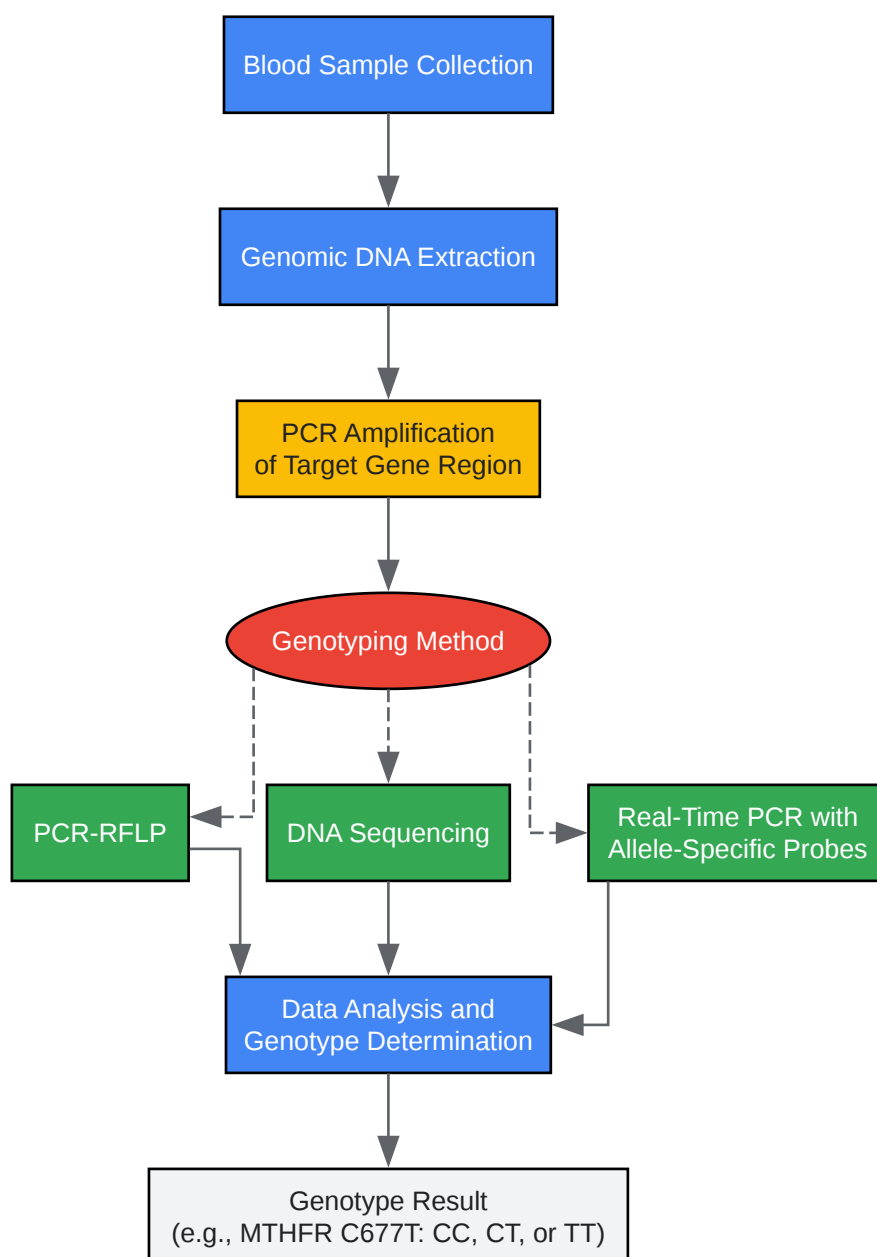 Blood Sample Collection
Genomic DNA Extraction
PCR Amplification
of Target Gene Region
Genotyping Method
PCR-RFLP
DNA Sequencing
Real-Time PCR with
Allele-Specific Probes
Data Analysis and
Genotype Determination
Genotype Result
(e.g., MTHFR C677T: CC, CT, or TT)